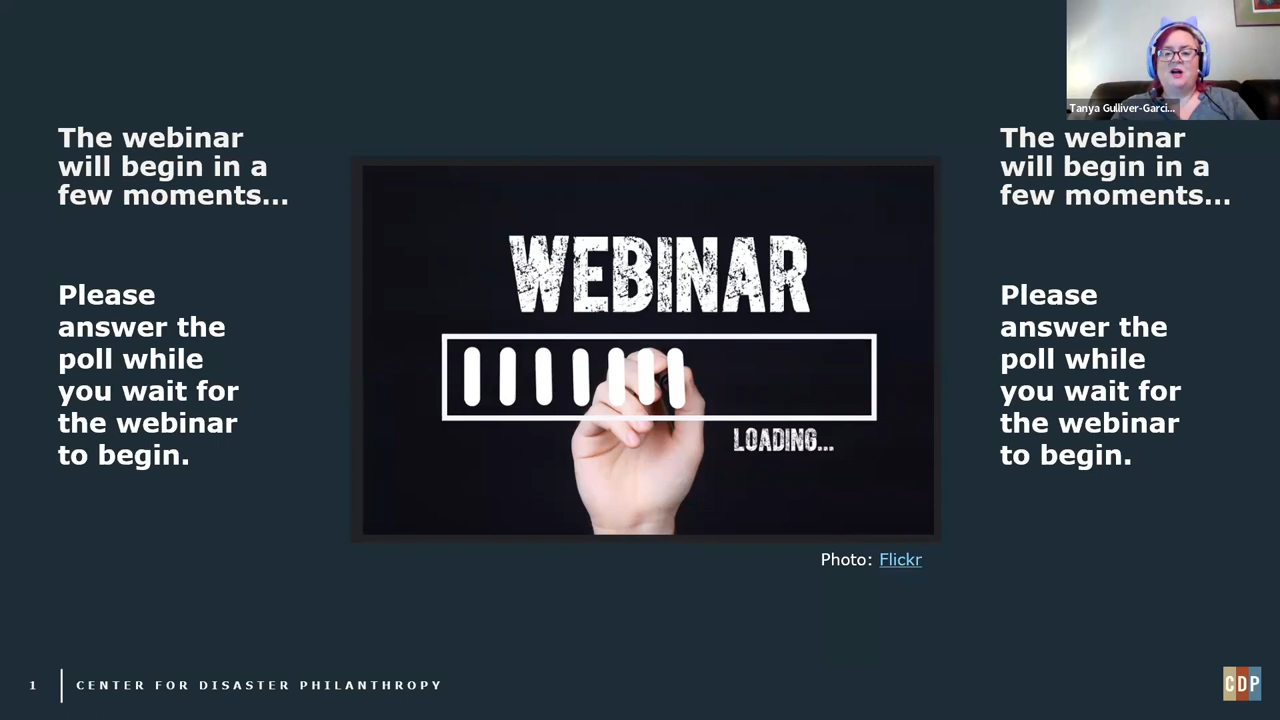 Tanya Gulliver-Garci...
The webinar
will begin in a
few moments...
Please
answer the
poll while
you wait for
the webinar
to begin.
WEBINAR
LOADING...
Photo: Flickr
The webinar
will begin in a
few moments...
Please
answer the
poll while
you wait for
the webinar
to begin.
1
CENTER FOR DISASTER PHILANTHROPY
CDP